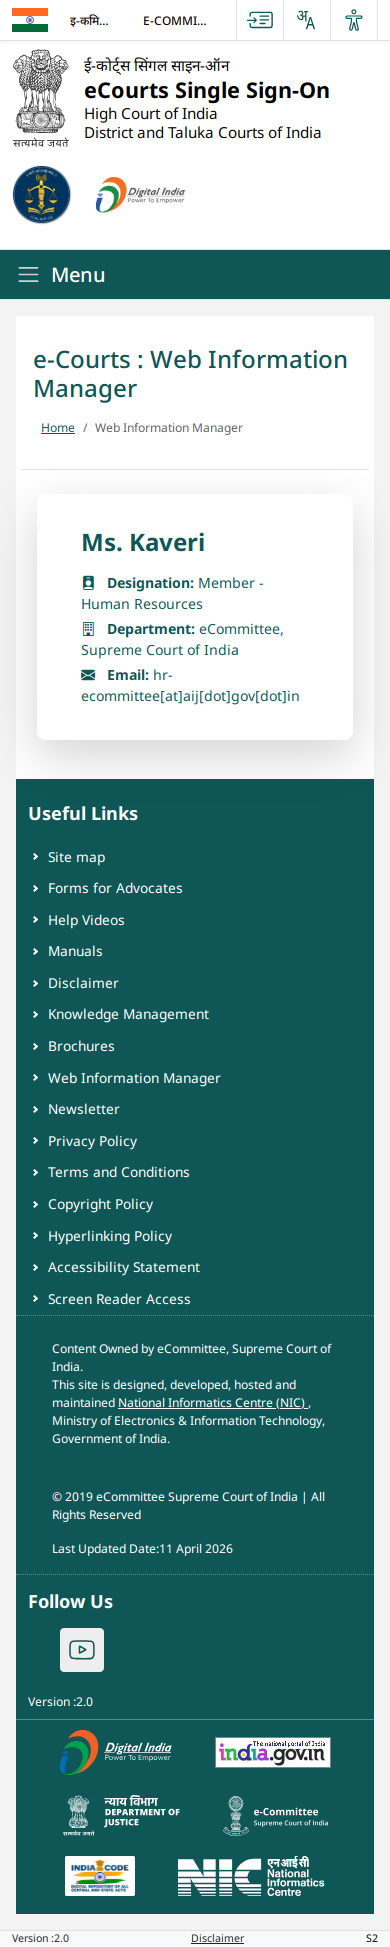 इ-कमि...
E-COMMI...
ई-कोर्ट्स सिंगल साइन-ऑन
eCourts Single Sign-On
High Court of India
District and Taluka Courts of India
सत्यमेव जयते
Digital India
Power To Empower
Menu
e-Courts : Web Information
Manager
Home / Web Information Manager
Ms. Kaveri
Designation: Member -
Human Resources
Department: eCommittee,
Supreme Court of India
Email: hr-
ecommittee[at]aij[dot]gov[dot]in
Useful Links
Site map
Forms for Advocates
Help Videos
Manuals
Disclaimer
Knowledge Management
Brochures
Web Information Manager
Newsletter
Privacy Policy
Terms and Conditions
Copyright Policy
Hyperlinking Policy
Accessibility Statement
Screen Reader Access
Content Owned by eCommittee, Supreme Court of
India.
This site is designed, developed, hosted and
maintained National Informatics Centre (NIC) ,
Ministry of Electronics & Information Technology,
Government of India.
© 2019 eCommittee Supreme Court of India | All
Rights Reserved
Last Updated Date:11 April 2026
Follow Us
Version :2.0
Digital India
Power To Empower
The national portal of India
india.gov.in
सत्यमेव जयते
न्याय विभाग
DEPARTMENT OF
JUSTICE
e-Committee
Supreme Court of India
INDIA CODE
DIGITAL REPOSITORY OF ALL
CENTRAL AND STATE ACTS
NIC
एनआईसी
National
Informatics
Centre
Version :2.0
Disclaimer
S2